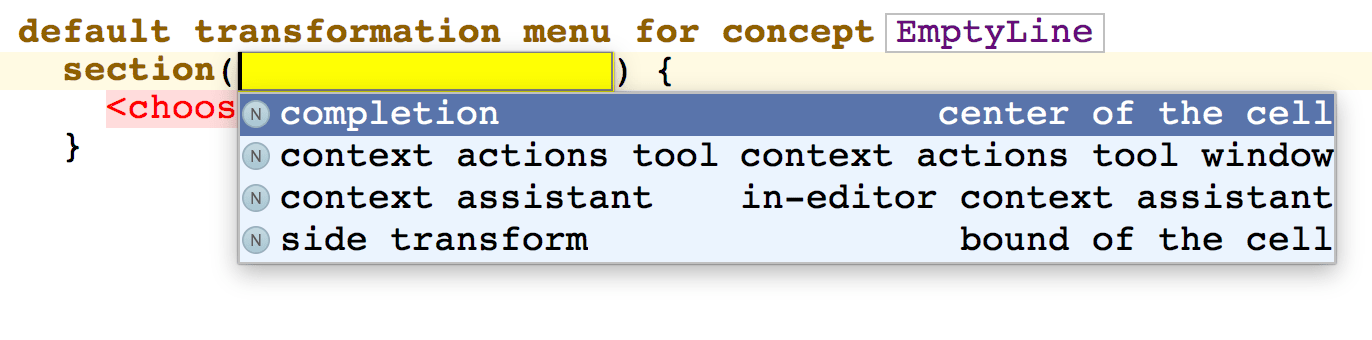 default transformation menu for concept EmptyLine
section( ) {
<choos
N completion center of the cell
N context actions tool context actions tool window
N context assistant in-editor context assistant
N side transform bound of the cell
}